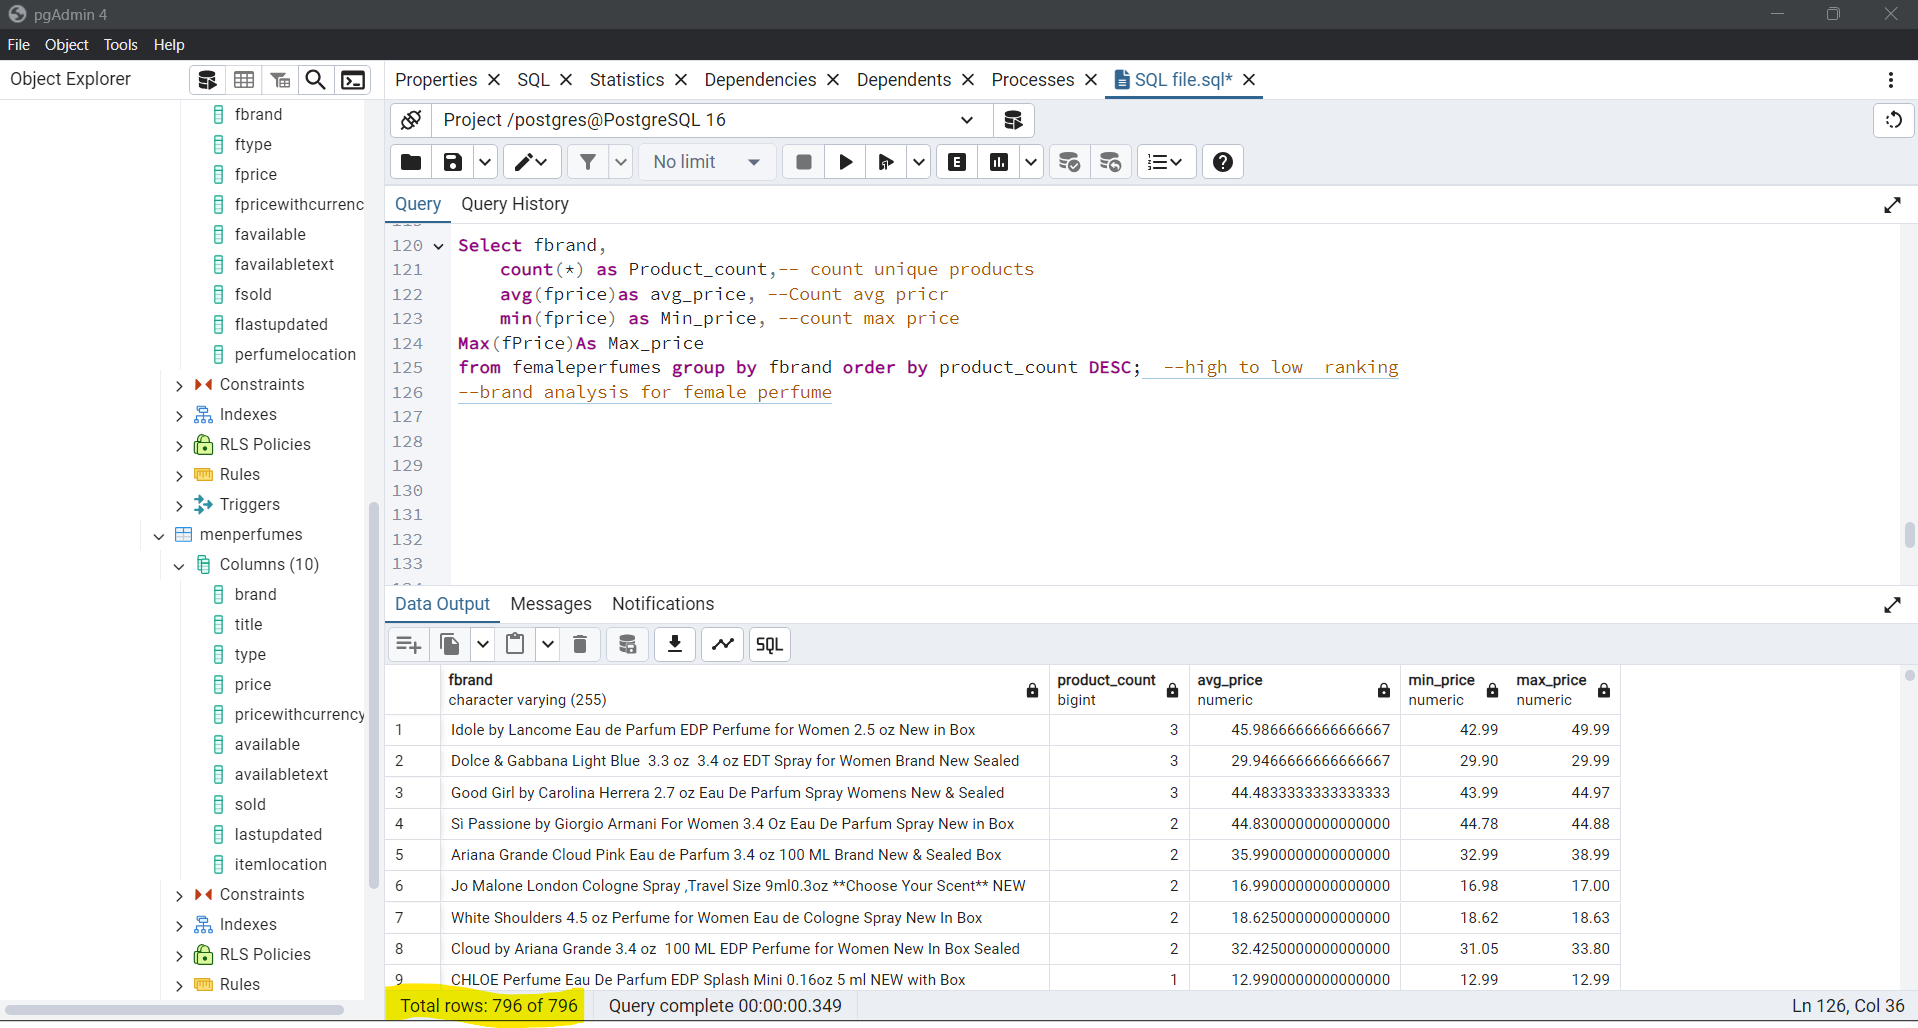 pgAdmin 4
File Object Tools Help
Object Explorer
fbrand
ftype
fprice
fpricewithcurrenc
favailable
favailabletext
fsold
flastupdated
perfumelocation
Constraints
Indexes
RLS Policies
Rules
Triggers
menperfumes
Columns (10)
brand
title
type
price
pricewithcurrency
available
availabletext
sold
lastupdated
itemlocation
Constraints
Indexes
RLS Policies
Rules
Properties SQL Statistics Dependencies Dependents Processes SQL file.sql*
Project /postgres@PostgreSQL 16
No limit
E
Query Query History
120 Select fbrand,
121 count(*) as Product_count,-- count unique products
122 avg(fprice)as avg_price, --Count avg pricr
123 min(fprice) as Min_price, --count max price
124 Max(fPrice)As Max_price
125 from femaleperfumes group by fbrand order by product_count DESC; --high to low ranking
126 --brand analysis for female perfume
127
128
129
130
131
132
133
Data Output Messages Notifications
SQL
fbrand product_count avg_price min_price max_price
character varying (255) bigint numeric numeric numeric
1 Idole by Lancome Eau de Parfum EDP Perfume for Women 2.5 oz New in Box 3 45.9866666666666667 42.99 49.99
2 Dolce & Gabbana Light Blue 3.3 oz 3.4 oz EDT Spray for Women Brand New Sealed 3 29.9466666666666667 29.90 29.99
3 Good Girl by Carolina Herrera 2.7 oz Eau De Parfum Spray Womens New & Sealed 3 44.4833333333333333 43.99 44.97
4 Sì Passione by Giorgio Armani For Women 3.4 Oz Eau De Parfum Spray New in Box 2 44.8300000000000000 44.78 44.88
5 Ariana Grande Cloud Pink Eau de Parfum 3.4 oz 100 ML Brand New & Sealed Box 2 35.9900000000000000 32.99 38.99
6 Jo Malone London Cologne Spray ,Travel Size 9ml0.3oz **Choose Your Scent** NEW 2 16.9900000000000000 16.98 17.00
7 White Shoulders 4.5 oz Perfume for Women Eau de Cologne Spray New In Box 2 18.6250000000000000 18.62 18.63
8 Cloud by Ariana Grande 3.4 oz 100 ML EDP Perfume for Women New In Box Sealed 2 32.4250000000000000 31.05 33.80
9 CHLOE Perfume Eau De Parfum EDP Splash Mini 0.16oz 5 ml NEW with Box 1 12.9900000000000000 12.99 12.99
Total rows: 796 of 796 Query complete 00:00:00.349 Ln 126, Col 36